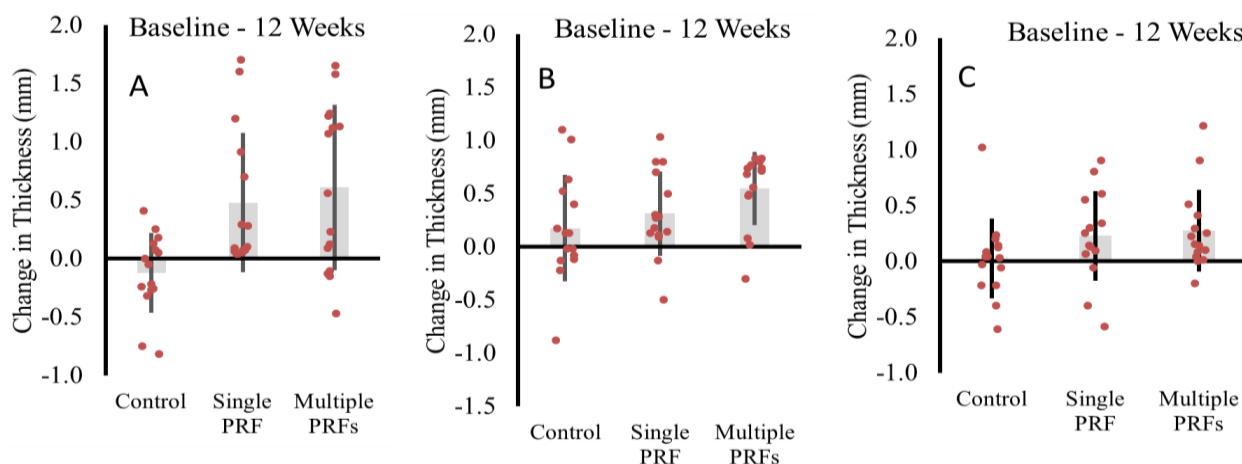 Baseline - 12 Weeks
A
Change in Thickness (mm)
2.0
1.5
1.0
0.5
0.0
-0.5
-1.0
Control
Single
PRF
Multiple
PRFs
Baseline - 12 Weeks
B
Change in Thickness (mm)
2.0
1.5
1.0
0.5
0.0
-0.5
-1.0
-1.5
Control
Single
PRF
Multiple
PRFs
Baseline - 12 Weeks
C
Change in Thickness (mm)
2.0
1.5
1.0
0.5
0.0
-0.5
-1.0
Control
Single
PRF
Multiple
PRFs